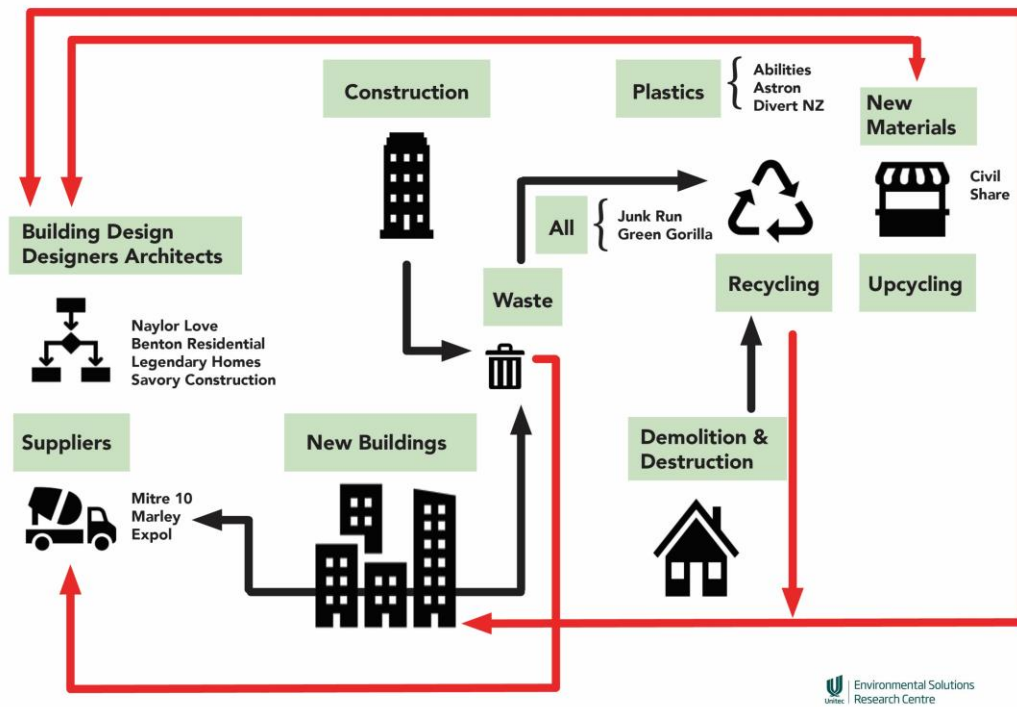 Construction
Plastics
Abilities
Astron
Divert NZ
New
Materials
Civil
Share
Building Design
Designers Architects
All
Junk Run
Green Gorilla
Waste
Recycling
Upcycling
Naylor Love
Benton Residential
Legendary Homes
Savory Construction
Suppliers
New Buildings
Demolition &
Destruction
Mitre 10
Marley
Expol
Unitec
Environmental Solutions
Research Centre